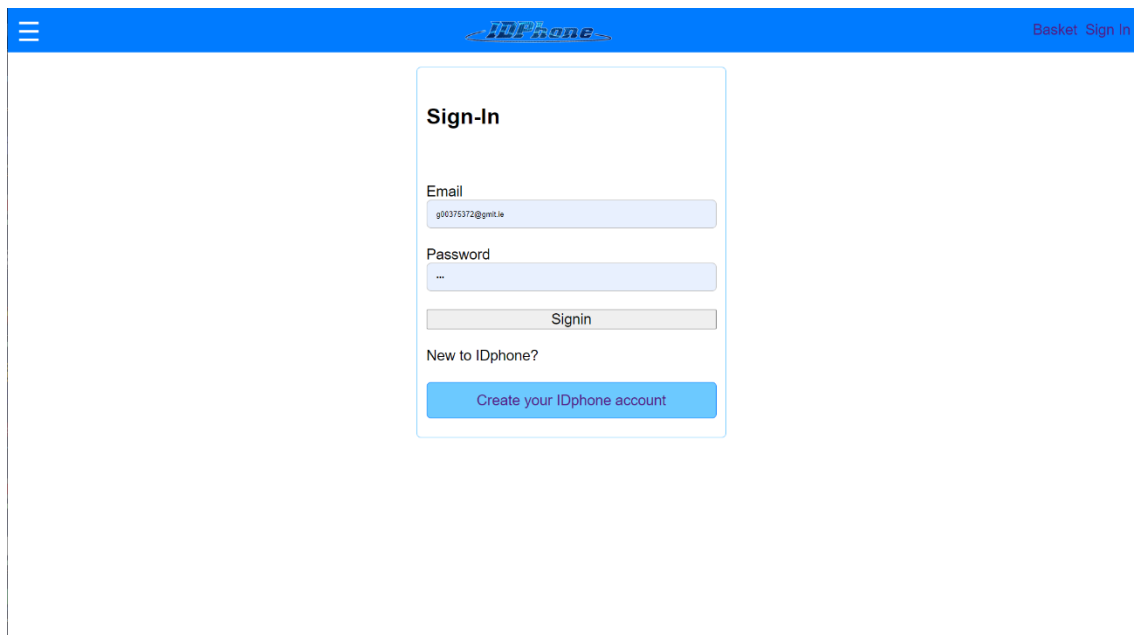 IDPhone
Basket Sign In
Sign-In
Email
g00375372@gmit.ie
Password
•••
Signin
New to IDphone?
Create your IDphone account